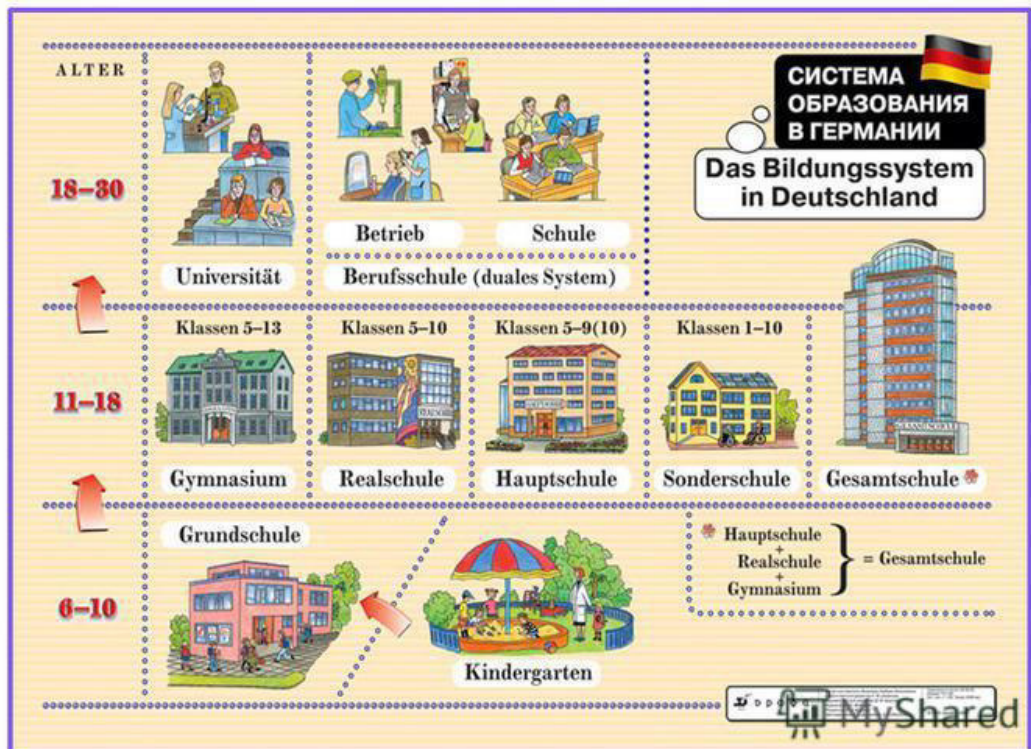 ALTER
СИСТЕМА
ОБРАЗОВАНИЯ
В ГЕРМАНИИ
Das Bildungssystem
in Deutschland
18–30
Betrieb
Schule
Universität
Berufsschule (duales System)
Klassen 5–13
Klassen 5–10
Klassen 5–9(10)
Klassen 1–10
11–18
REALSCHULE
GESAMTSCHULE
Gymnasium
Realschule
Hauptschule
Sonderschule
Gesamtschule
Grundschule
Hauptschule
+
Realschule
+
Gymnasium
= Gesamtschule
6–10
Kindergarten
MyShared